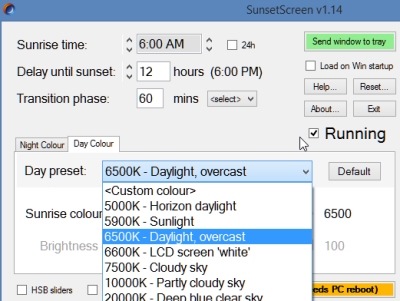 SunsetScreen v1.14
Sunrise time: 6:00 AM 24h
Send window to tray
Delay until sunset: 12 hours (6:00 PM)
Load on Win startup
Transition phase: 60 mins <select>
Help... Reset...
About... Exit
Running
Night Colour Day Colour
Day preset: 6500K - Daylight, overcast Default
<Custom colour>
5000K - Horizon daylight
5900K - Sunlight
Sunrise colou 6500
6500K - Daylight, overcast
6600K - LCD screen 'white'
Brightness 100
7500K - Cloudy sky
10000K - Partly cloudy sky
HSB sliders eds PC reboot)
20000K - Deep blue clear sky